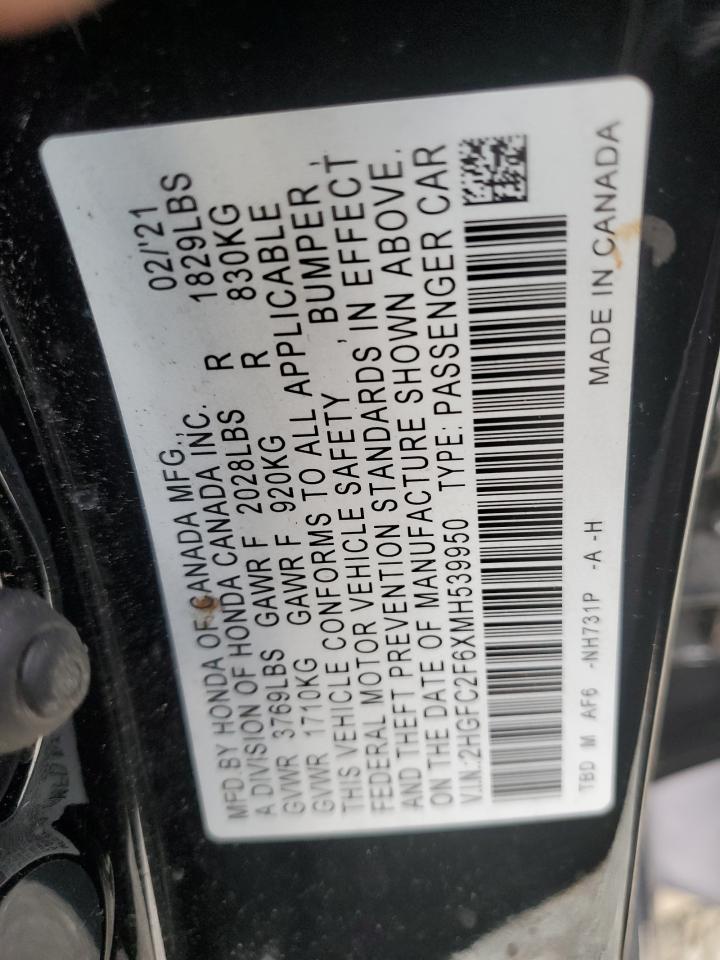 MFD.BY HONDA OF CANADA MFG., 02/'21
A DIVISION OF HONDA CANADA INC.
GVWR 3769LBS GAWR F 2028LBS R 1829LBS
GVWR 1710KG GAWR F 920KG R 830KG
THIS VEHICLE CONFORMS TO ALL APPLICABLE
FEDERAL MOTOR VEHICLE SAFETY , BUMPER ,
AND THEFT PREVENTION STANDARDS IN EFFECT
ON THE DATE OF MANUFACTURE SHOWN ABOVE.
V.I.N.:2HGFC2F6XMH539950 TYPE: PASSENGER CAR
TBD M AF6 -NH731P -A -H MADE IN CANADA